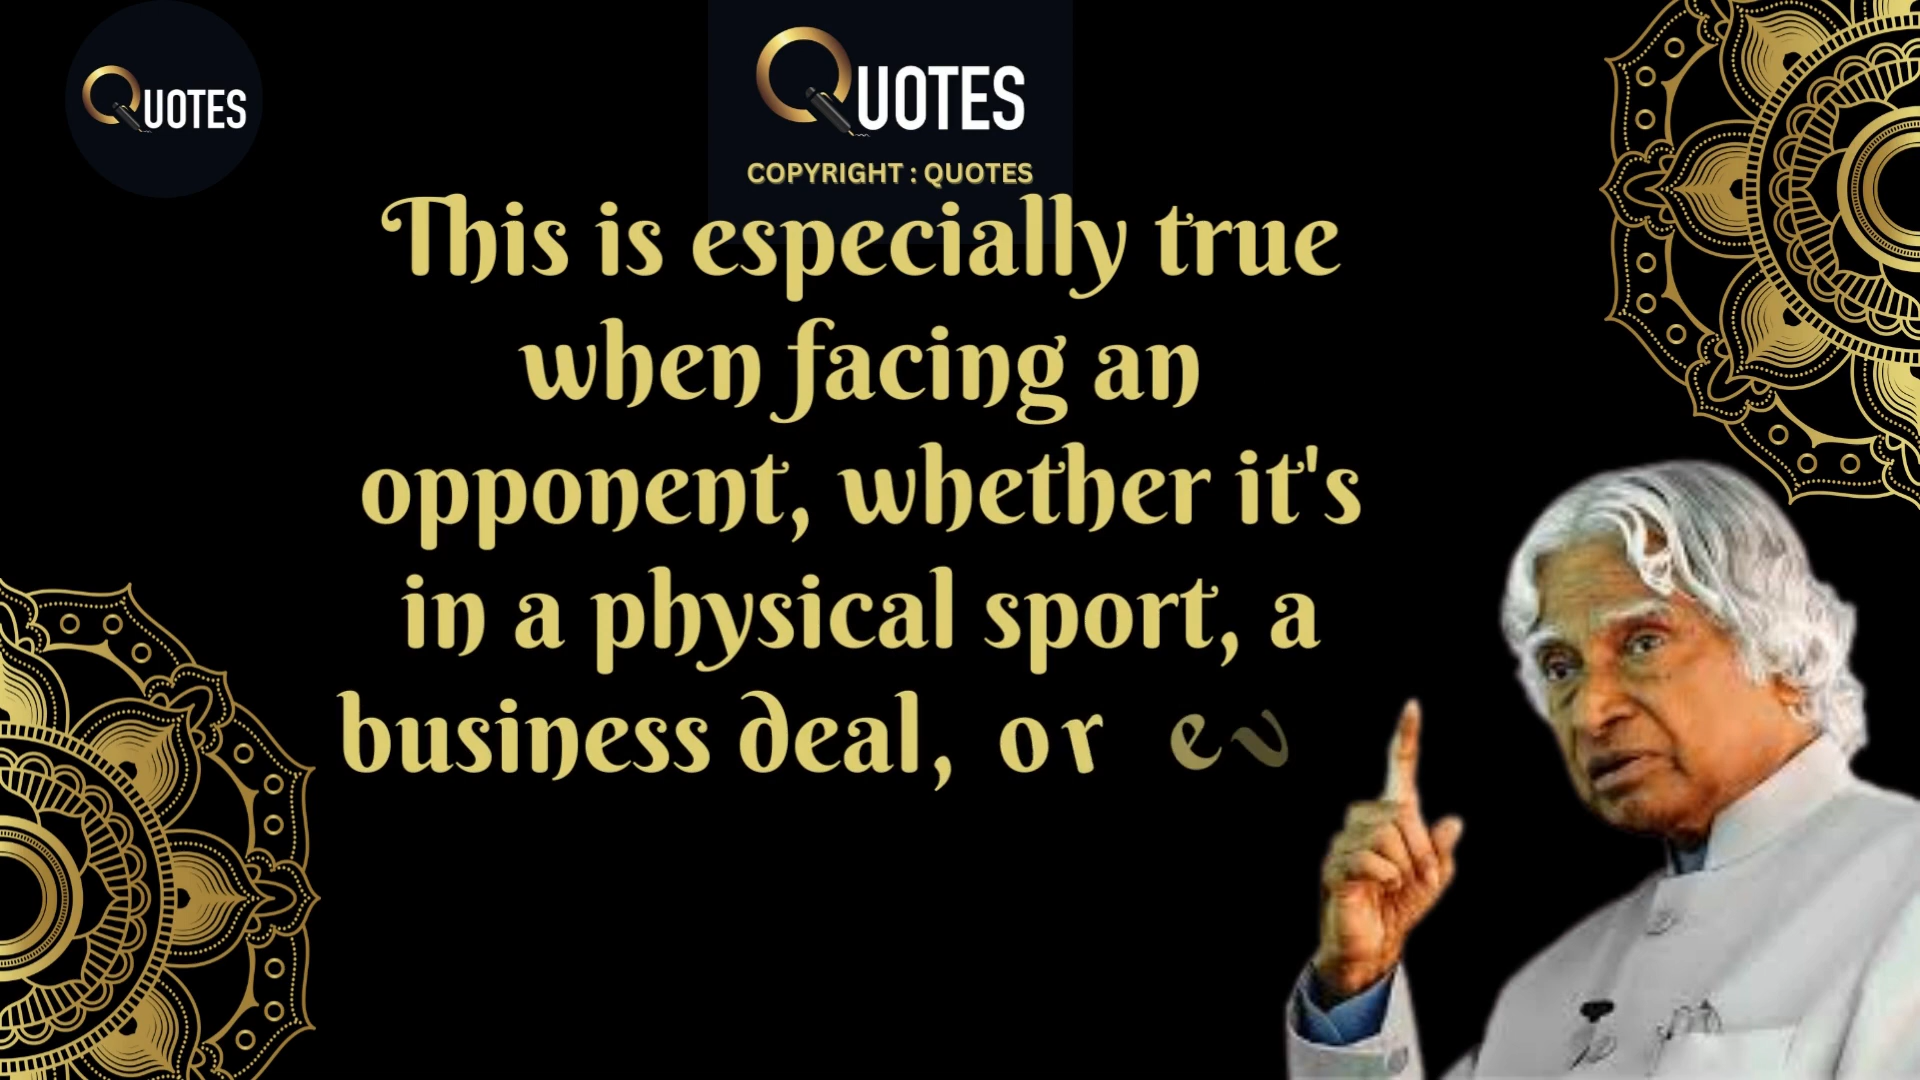 QUOTES
QUOTES
COPYRIGHT : QUOTES
This is especially true
when facing an
opponent, whether it's
in a physical sport, a
business deal, or ev